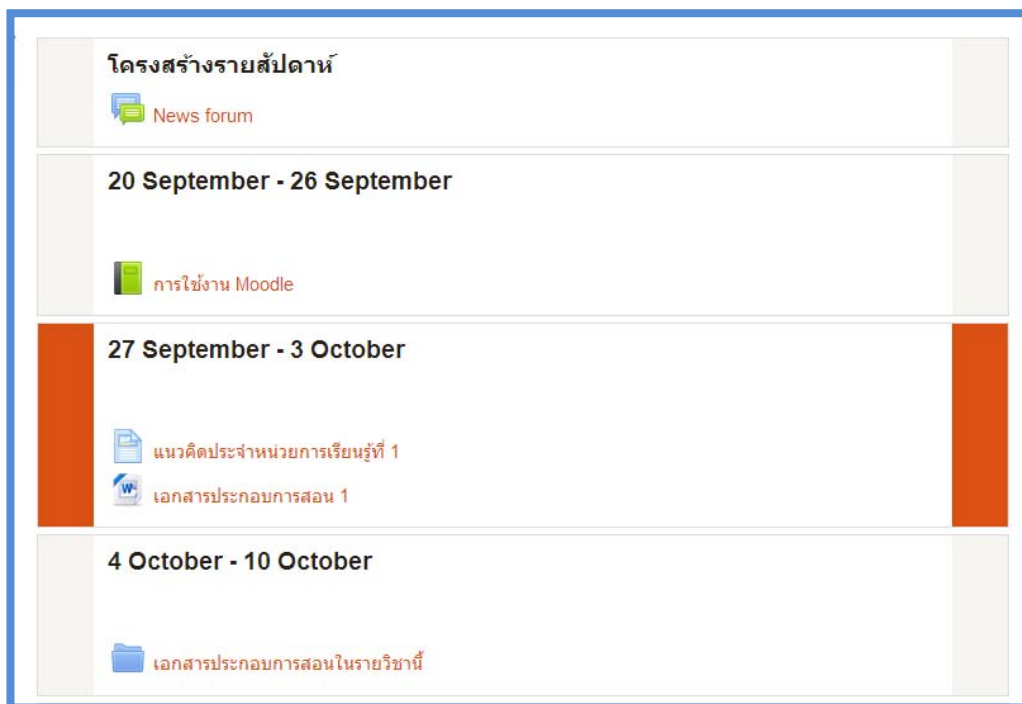 โครงสร้างรายสัปดาห์
News forum
20 September - 26 September
การใช้งาน Moodle
27 September - 3 October
แนวคิดประจำหน่วยการเรียนรู้ที่ 1
เอกสารประกอบการสอน 1
4 October - 10 October
เอกสารประกอบการสอนในรายวิชานี้